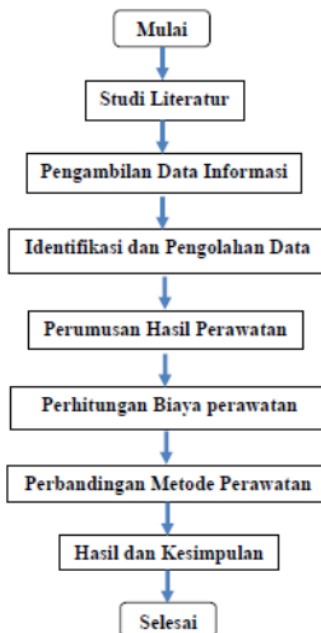 Mulai
Studi Literatur
Pengambilan Data Informasi
Identifikasi dan Pengolahan Data
Perumusan Hasil Perawatan
Perhitungan Biaya perawatan
Perbandingan Metode Perawatan
Hasil dan Kesimpulan
Selesai